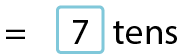 = 7 tens